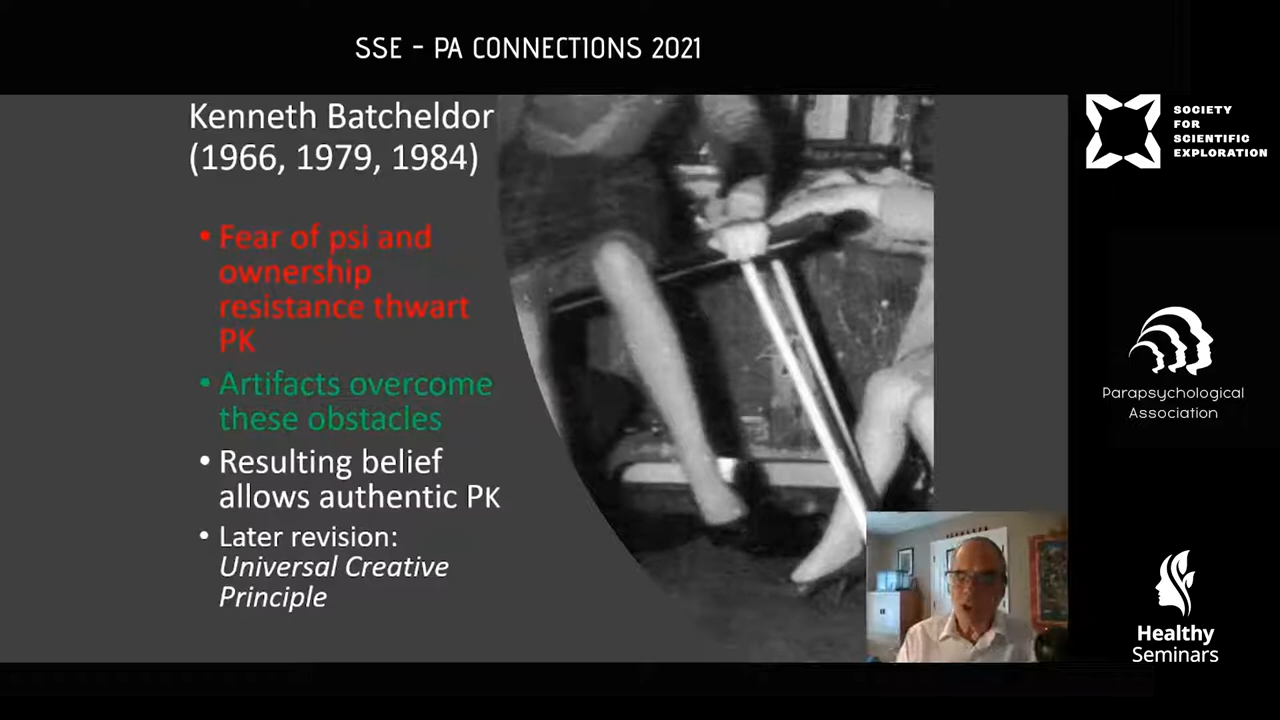 SSE - PA CONNECTIONS 2021
Kenneth Batcheldor
(1966, 1979, 1984)
• Fear of psi and
ownership
resistance thwart
PK
• Artifacts overcome
these obstacles
• Resulting belief
allows authentic PK
• Later revision:
Universal Creative
Principle
SOCIETY
FOR
SCIENTIFIC
EXPLORATION
Parapsychological
Association
Healthy
Seminars